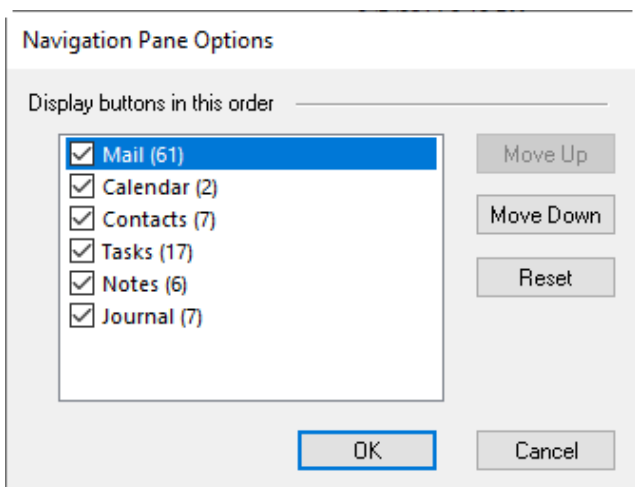 Navigation Pane Options
Display buttons in this order
Mail (61)
Move Up
Calendar (2)
Contacts (7)
Move Down
Tasks (17)
Notes (6)
Reset
Journal (7)
OK
Cancel